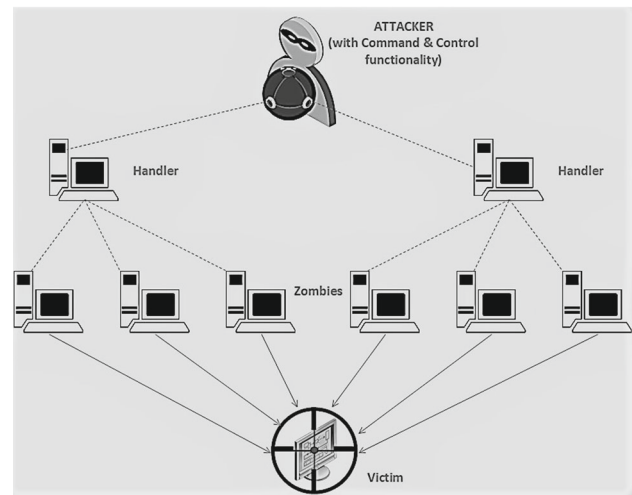 ATTACKER
(with Command & Control
functionality)
Handler
Handler
Zombies
Victim